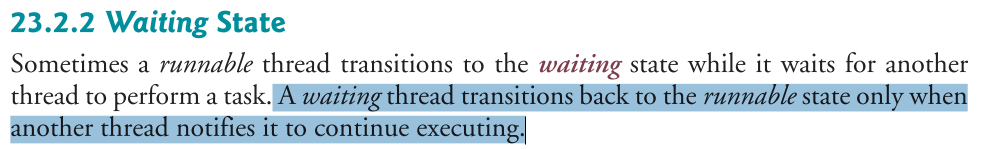 23.2.2 Waiting State
Sometimes a runnable thread transitions to the waiting state while it waits for another
thread to perform a task. A waiting thread transitions back to the runnable state only when
another thread notifies it to continue executing.